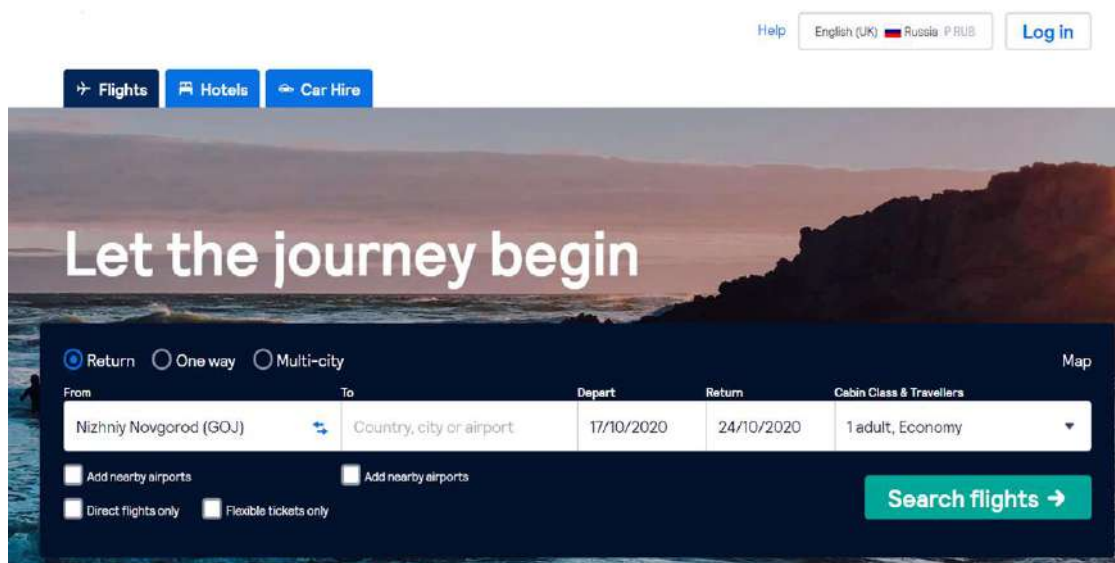 Help English (UK) Russia ₽ RUB Log in
Flights Hotels Car Hire
Let the journey begin
Return One way Multi-city Map
From To Depart Return Cabin Class & Travellers
Nizhniy Novgorod (GOJ) Country, city or airport 17/10/2020 24/10/2020 1 adult, Economy
Add nearby airports Add nearby airports
Direct flights only Flexible tickets only Search flights →